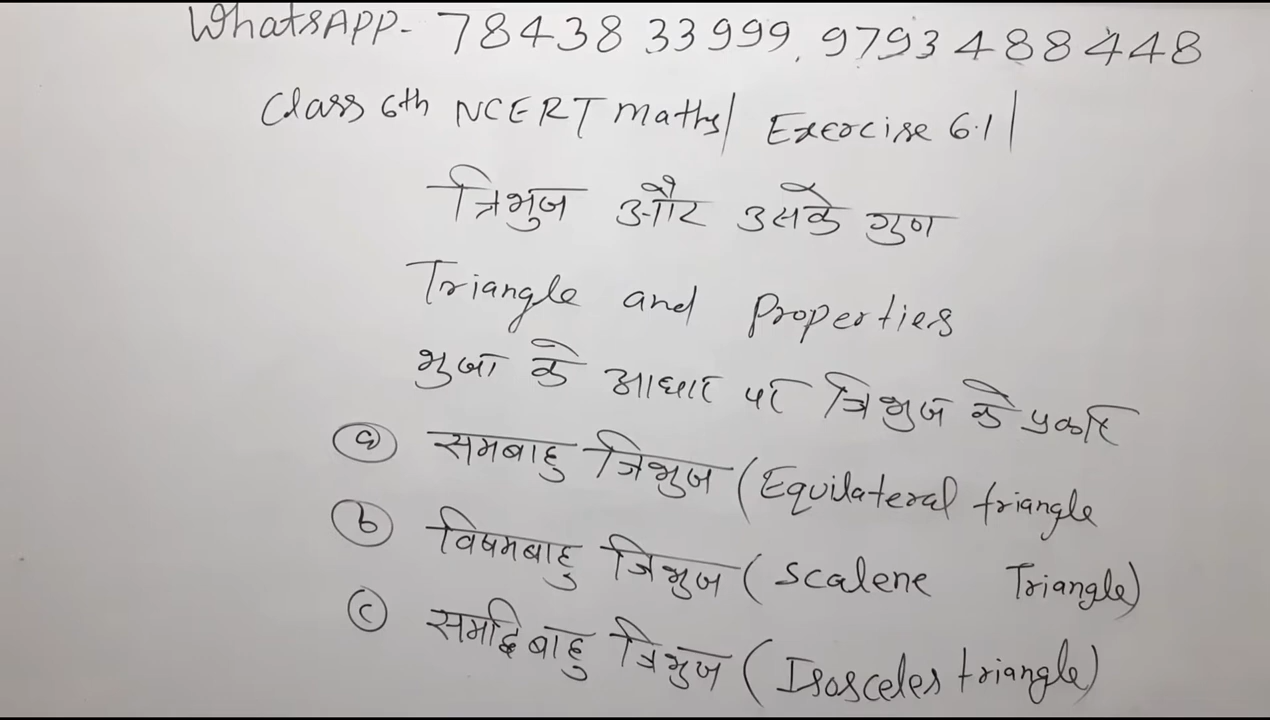 WhatsAPP- 78438 33999, 9793488448
Class 6th NCERT Maths/ Exercise 6.1|
त्रिभुज और उसके गुण
Triangle and Properties
भुजा के आधार पर त्रिभुज के प्रकार
(a) समबाहु त्रिभुज (Equilateral triangle
(b) विषमबाहु त्रिभुज (Scalene Triangle)
(c) समद्विबाहु त्रिभुज (Isosceles triangle)